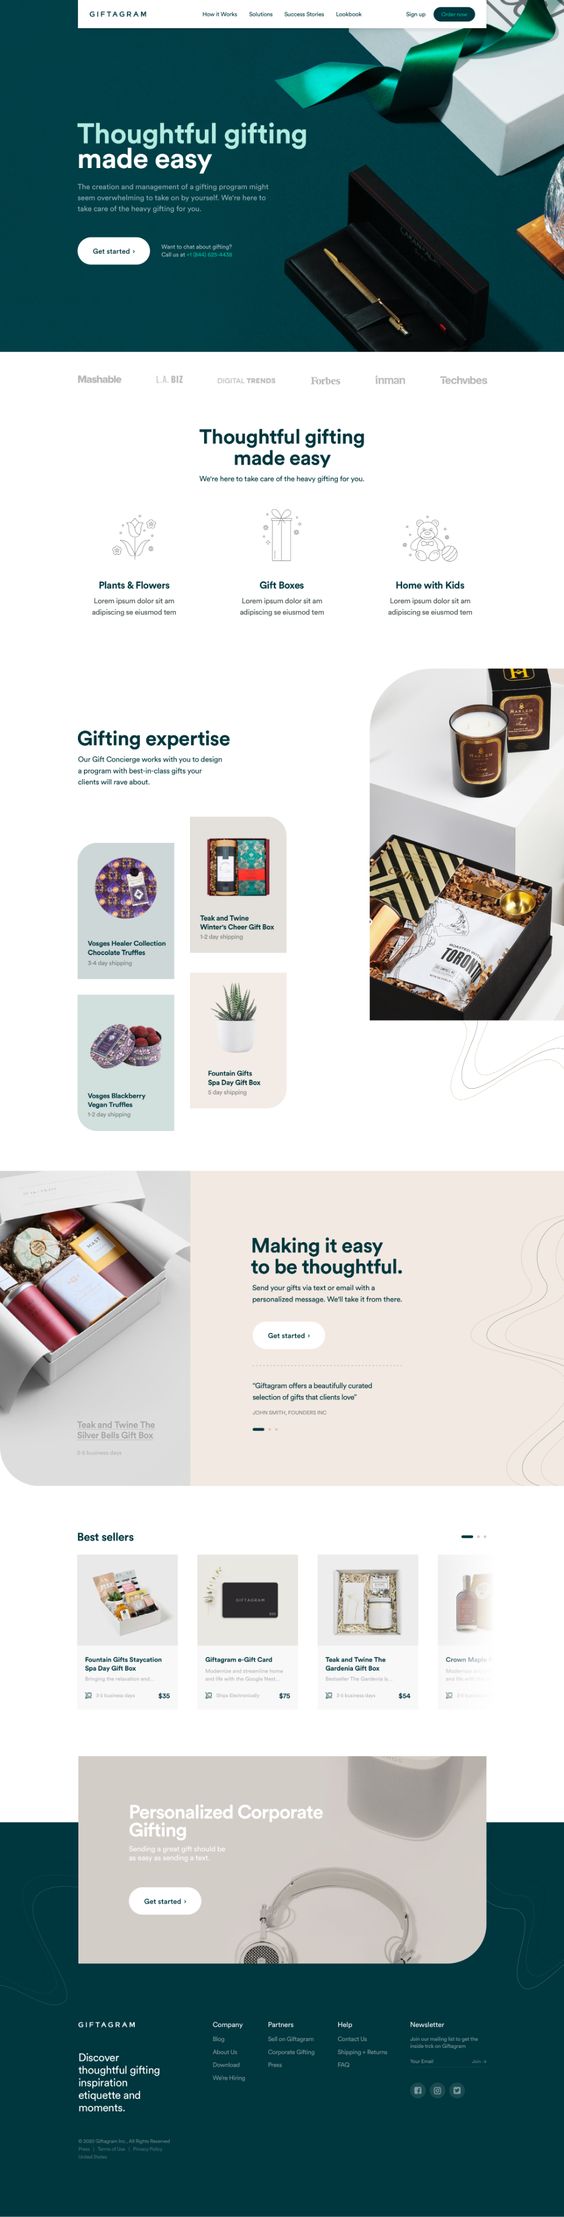 GIFTAGRAM
How it Works
Solutions
Success Stories
Lookbook
Sign up
Order now
Thoughtful gifting
made easy
The creation and management of a gifting program might
seem overwhelming to take on by yourself. We're here to
take care of the heavy gifting for you.
Get started ›
Want to chat about gifting?
Call us at +1 (844) 625-4438
Mashable
L.A. BIZ
DIGITAL TRENDS
Forbes
inman
Techvibes
Thoughtful gifting
made easy
We're here to take care of the heavy gifting for you.
Plants & Flowers
Lorem ipsum dolor sit am
adipiscing se eiusmod tem
Gift Boxes
Lorem ipsum dolor sit am
adipiscing se eiusmod tem
Home with Kids
Lorem ipsum dolor sit am
adipiscing se eiusmod tem
HARLEM
Gifting expertise
Our Gift Concierge works with you to design
a program with best-in-class gifts your
clients will rave about.
Teak and Twine
Winter's Cheer Gift Box
1-2 day shipping
Vosges Healer Collection
Chocolate Truffles
3-4 day shipping
Coffee
ROASTED
TORONTO
Fountain Gifts
Spa Day Gift Box
5 day shipping
Vosges Blackberry
Vegan Truffles
1-2 day shipping
MAST
Making it easy
to be thoughtful.
Send your gifts via text or email with a
personalized message. We'll take it from there.
Get started ›
"Giftagram offers a beautifully curated
selection of gifts that clients love"
JOHN SMITH, FOUNDERS INC
Teak and Twine The
Silver Bells Gift Box
3-5 business days
Best sellers
Fountain Gifts Staycation
Spa Day Gift Box
Bringing the relaxation and...
3-5 business days
$35
GIFTAGRAM
Giftagram e-Gift Card
Modernize and streamline home
and life with the Google Nest...
Ships Electronically
$75
Teak and Twine The
Gardenia Gift Box
Bestseller The Gardenia is...
3-5 business days
$54
Crown Maple
3-5 business days
Personalized Corporate
Gifting
Sending a great gift should be
as easy as sending a text.
Get started ›
GIFTAGRAM
Discover
thoughtful gifting
inspiration
etiquette and
moments.
Company
Blog
About Us
Download
We're Hiring
Partners
Sell on Giftagram
Corporate Gifting
Press
Help
Contact Us
Shipping + Returns
FAQ
Newsletter
Join our mailing list to get the
inside trick on Giftagram
Your Email
Join →
© 2020 Giftagram Inc., All Rights Reserved
Press | Terms of Use | Privacy Policy
United States